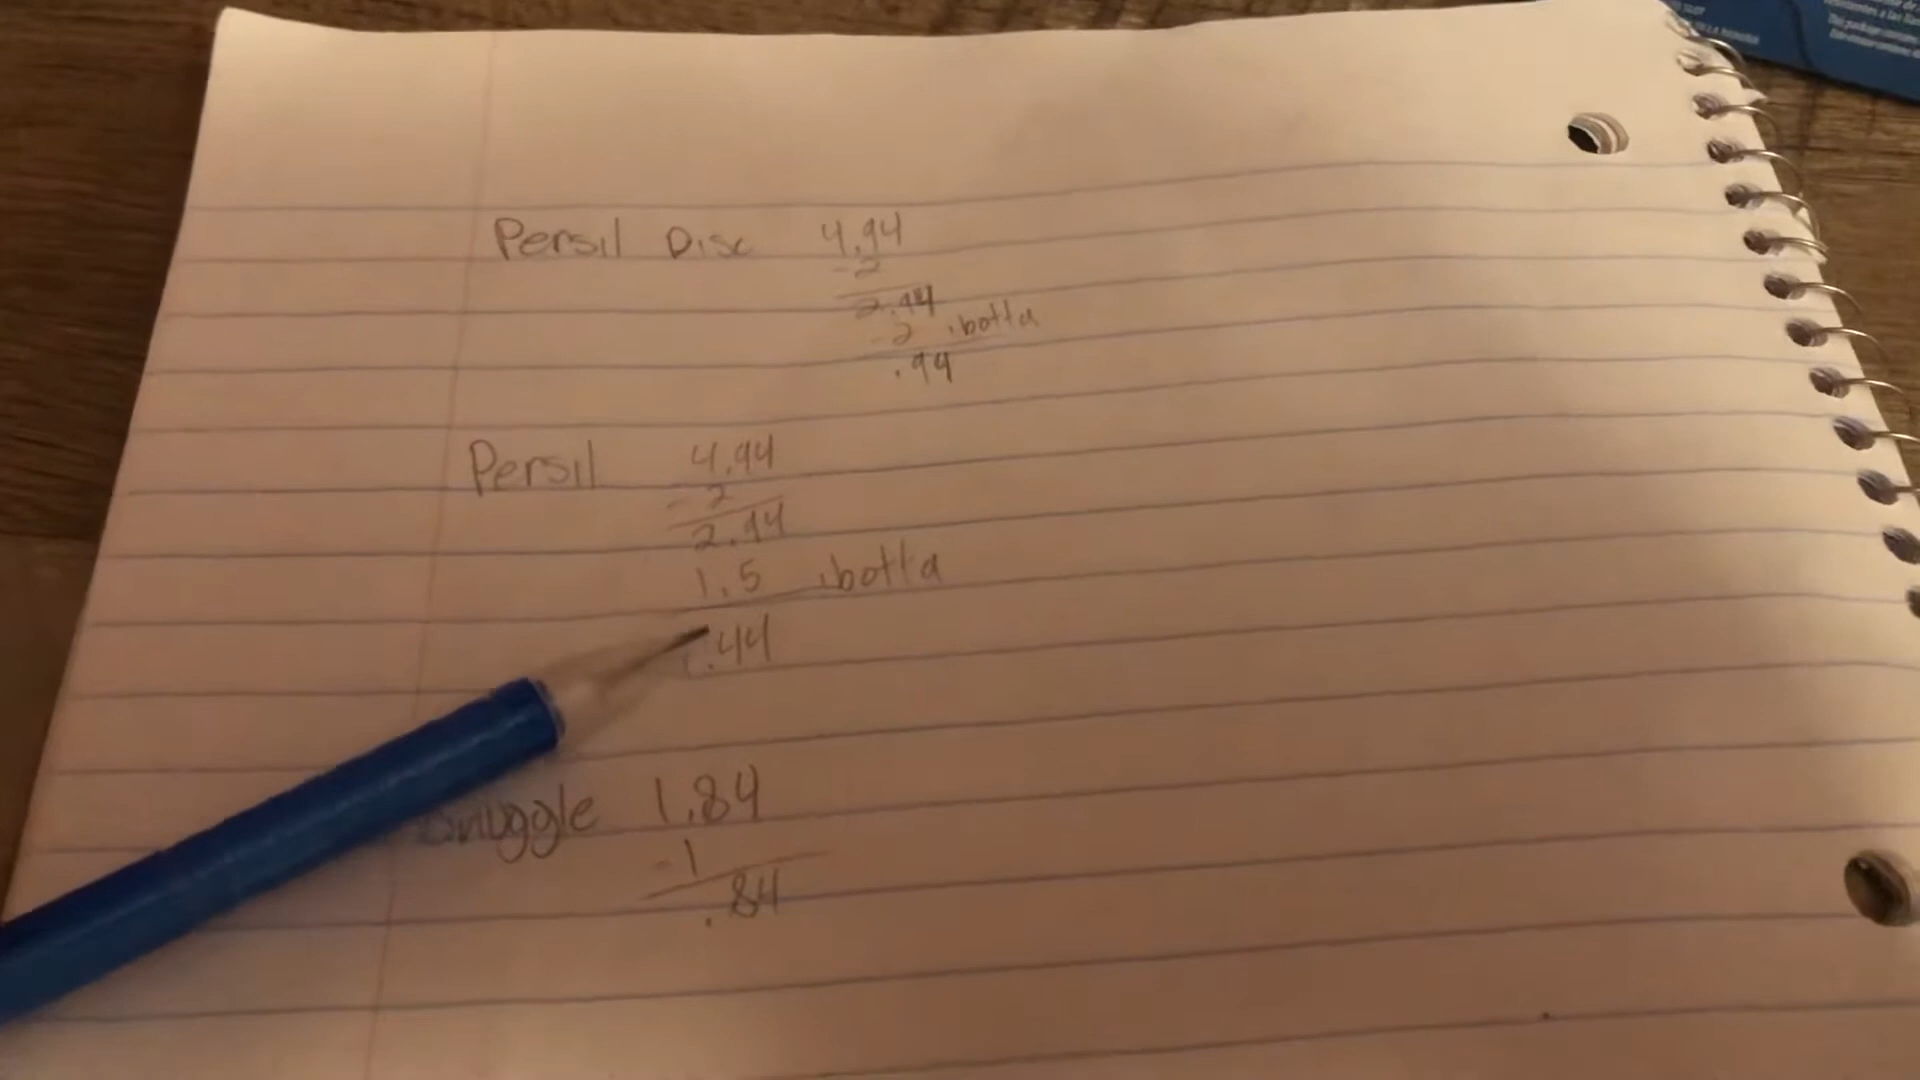 Persil Disc 4.94
-2
2.94
-2 ibotta
.94
Persil 4.94
-2
2.94
1.5 ibotta
1.44
Snuggle 1.84
-1
.84